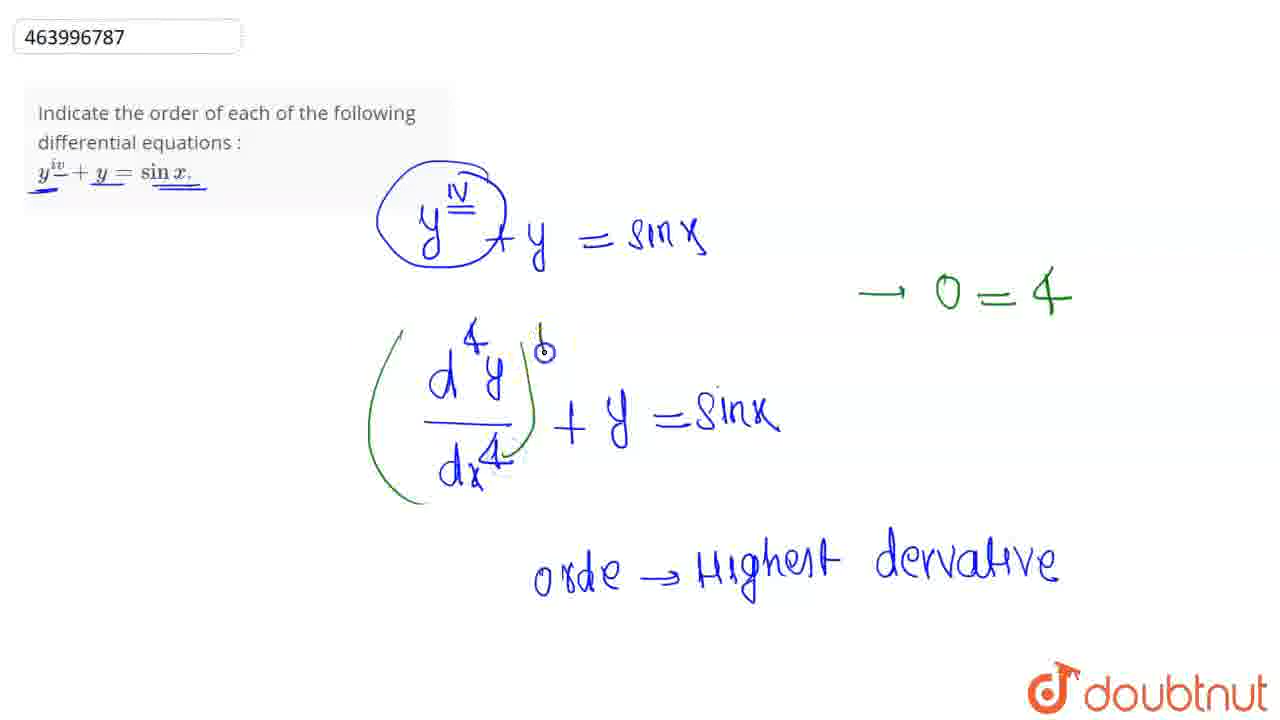 463996787
Indicate the order of each of the following
differential equations :
y^{iv} + y = sin x.
y^{IV} + y = sin x
→ 0 = 4
(d^4y/dx^4)^1 + y = sin x
orde → Highest dervative
doubtnut